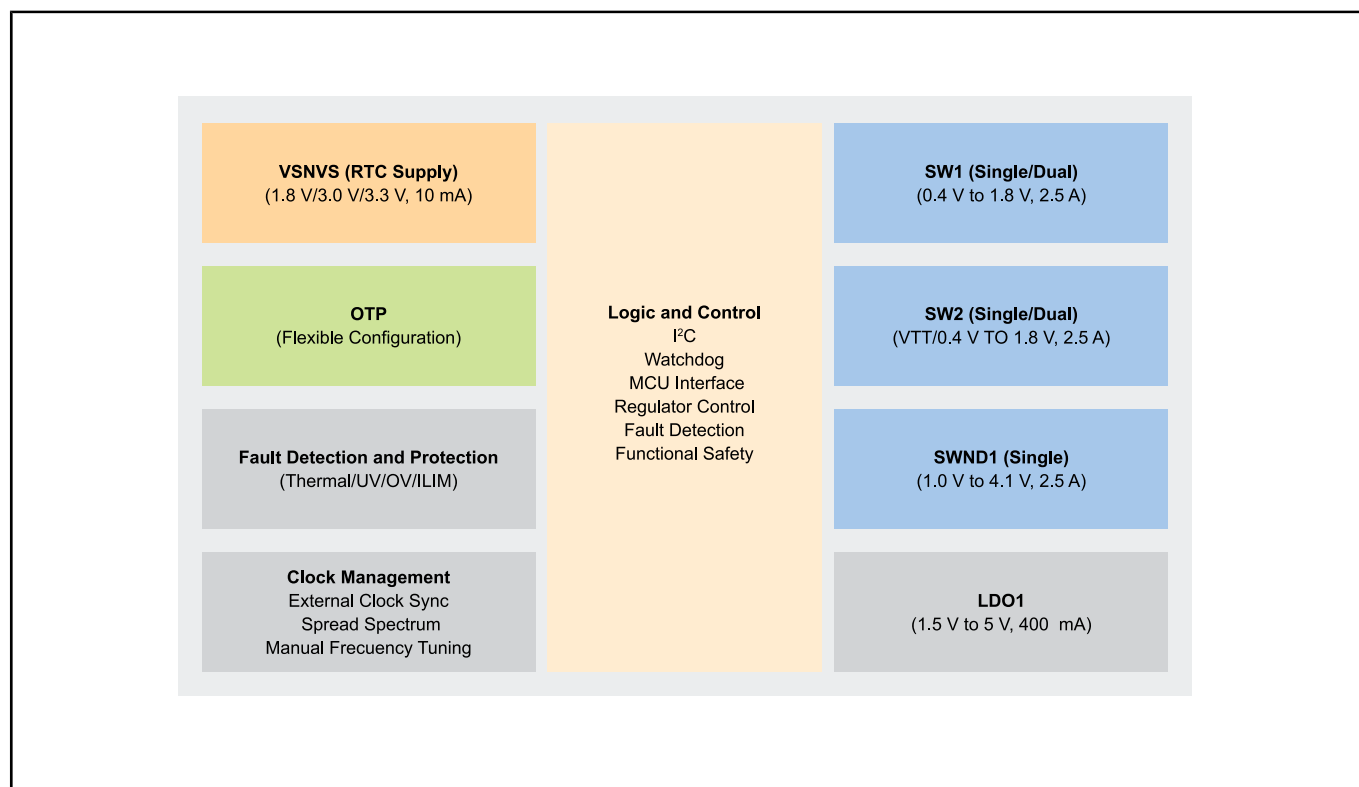 VSNVS (RTC Supply)
(1.8 V/3.0 V/3.3 V, 10 mA)
OTP
(Flexible Configuration)
Fault Detection and Protection
(Thermal/UV/OV/ILIM)
Clock Management
External Clock Sync
Spread Spectrum
Manual Frecuency Tuning
Logic and Control
I²C
Watchdog
MCU Interface
Regulator Control
Fault Detection
Functional Safety
SW1 (Single/Dual)
(0.4 V to 1.8 V, 2.5 A)
SW2 (Single/Dual)
(VTT/0.4 V TO 1.8 V, 2.5 A)
SWND1 (Single)
(1.0 V to 4.1 V, 2.5 A)
LDO1
(1.5 V to 5 V, 400 mA)